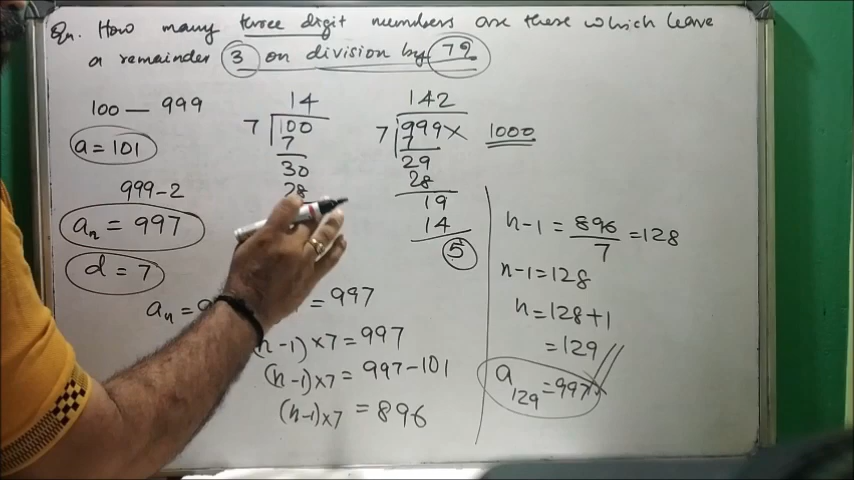 Qn. How many three digit numbers are there which leave
a remainder 3 on division by 7?
100 — 999
a = 101
999-2
aₙ = 997
d = 7
14
7 100
7
30
28
142
7 999 ×
7
29
28
19
14
5
1000
aₙ =
= 997
(n-1) ×7 = 997
(n-1) ×7 = 997-101
(n-1)×7 = 896
n-1 = 896/7 = 128
n-1 = 128
n = 128+1
= 129
a₁₂₉ = 997